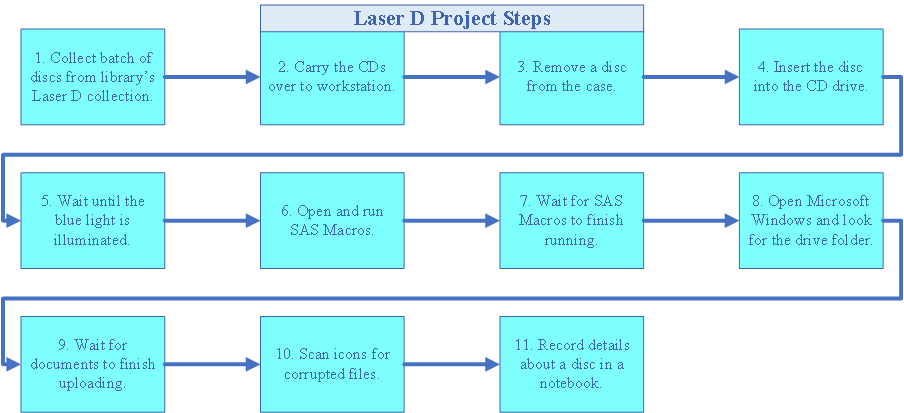 Laser D Project Steps
1. Collect batch of
discs from library's
Laser D collection.
2. Carry the CDs
over to workstation.
3. Remove a disc
from the case.
4. Insert the disc
into the CD drive.
5. Wait until the
blue light is
illuminated.
6. Open and run
SAS Macros.
7. Wait for SAS
Macros to finish
running.
8. Open Microsoft
Windows and look
for the drive folder.
9. Wait for
documents to finish
uploading.
10. Scan icons for
corrupted files.
11. Record details
about a disc in a
notebook.